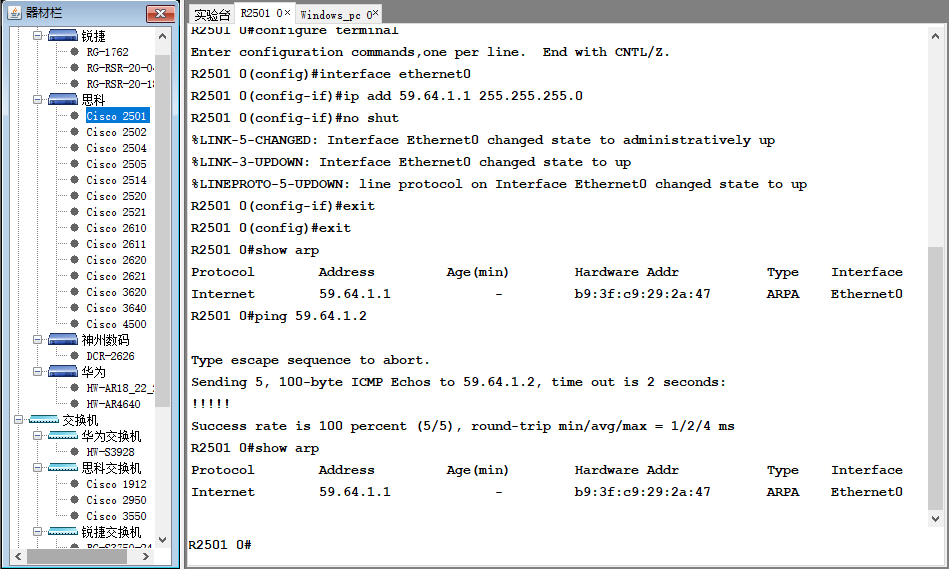 器材栏
锐捷
RG-1762
RG-RSR-20-0
RG-RSR-20-1
思科
Cisco 2501
Cisco 2502
Cisco 2504
Cisco 2505
Cisco 2514
Cisco 2520
Cisco 2521
Cisco 2610
Cisco 2611
Cisco 2620
Cisco 2621
Cisco 3620
Cisco 3640
Cisco 4500
神州数码
DCR-2626
华为
HW-AR18_22_
HW-AR4640
交换机
华为交换机
HW-S3928
思科交换机
Cisco 1912
Cisco 2950
Cisco 3550
锐捷交换机
RG-S3750-24
实验台 R2501 0× Windows_pc 0×
R2501 0#configure terminal
Enter configuration commands,one per line. End with CNTL/Z.
R2501 0(config)#interface ethernet0
R2501 0(config-if)#ip add 59.64.1.1 255.255.255.0
R2501 0(config-if)#no shut
%LINK-5-CHANGED: Interface Ethernet0 changed state to administratively up
%LINK-3-UPDOWN: Interface Ethernet0 changed state to up
%LINEPROTO-5-UPDOWN: line protocol on Interface Ethernet0 changed state to up
R2501 0(config-if)#exit
R2501 0(config)#exit
R2501 0#show arp
Protocol Address Age(min) Hardware Addr Type Interface
Internet 59.64.1.1 - b9:3f:c9:29:2a:47 ARPA Ethernet0
R2501 0#ping 59.64.1.2
Type escape sequence to abort.
Sending 5, 100-byte ICMP Echos to 59.64.1.2, time out is 2 seconds:
!!!!!
Success rate is 100 percent (5/5), round-trip min/avg/max = 1/2/4 ms
R2501 0#show arp
Protocol Address Age(min) Hardware Addr Type Interface
Internet 59.64.1.1 - b9:3f:c9:29:2a:47 ARPA Ethernet0
R2501 0#